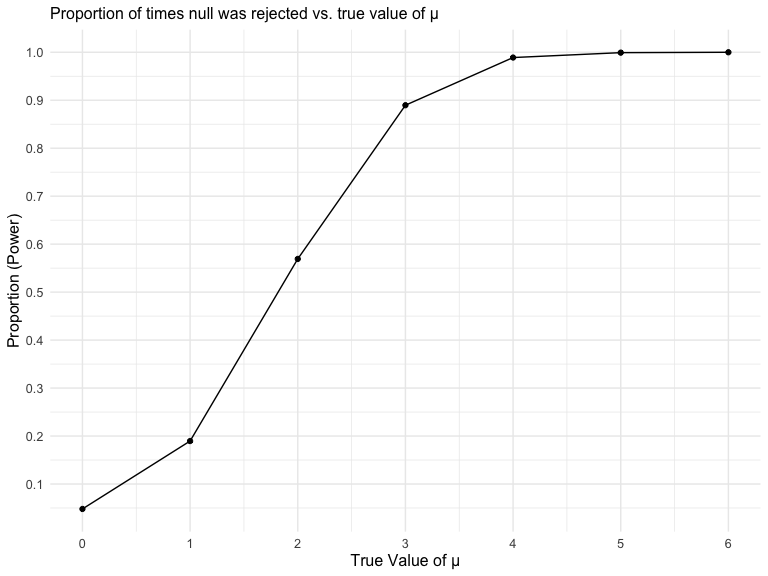 Proportion of times null was rejected vs. true value of μ
1.0
0.9
0.8
0.7
0.6
0.5
0.4
0.3
0.2
0.1
Proportion (Power)
0 1 2 3 4 5 6
True Value of μ